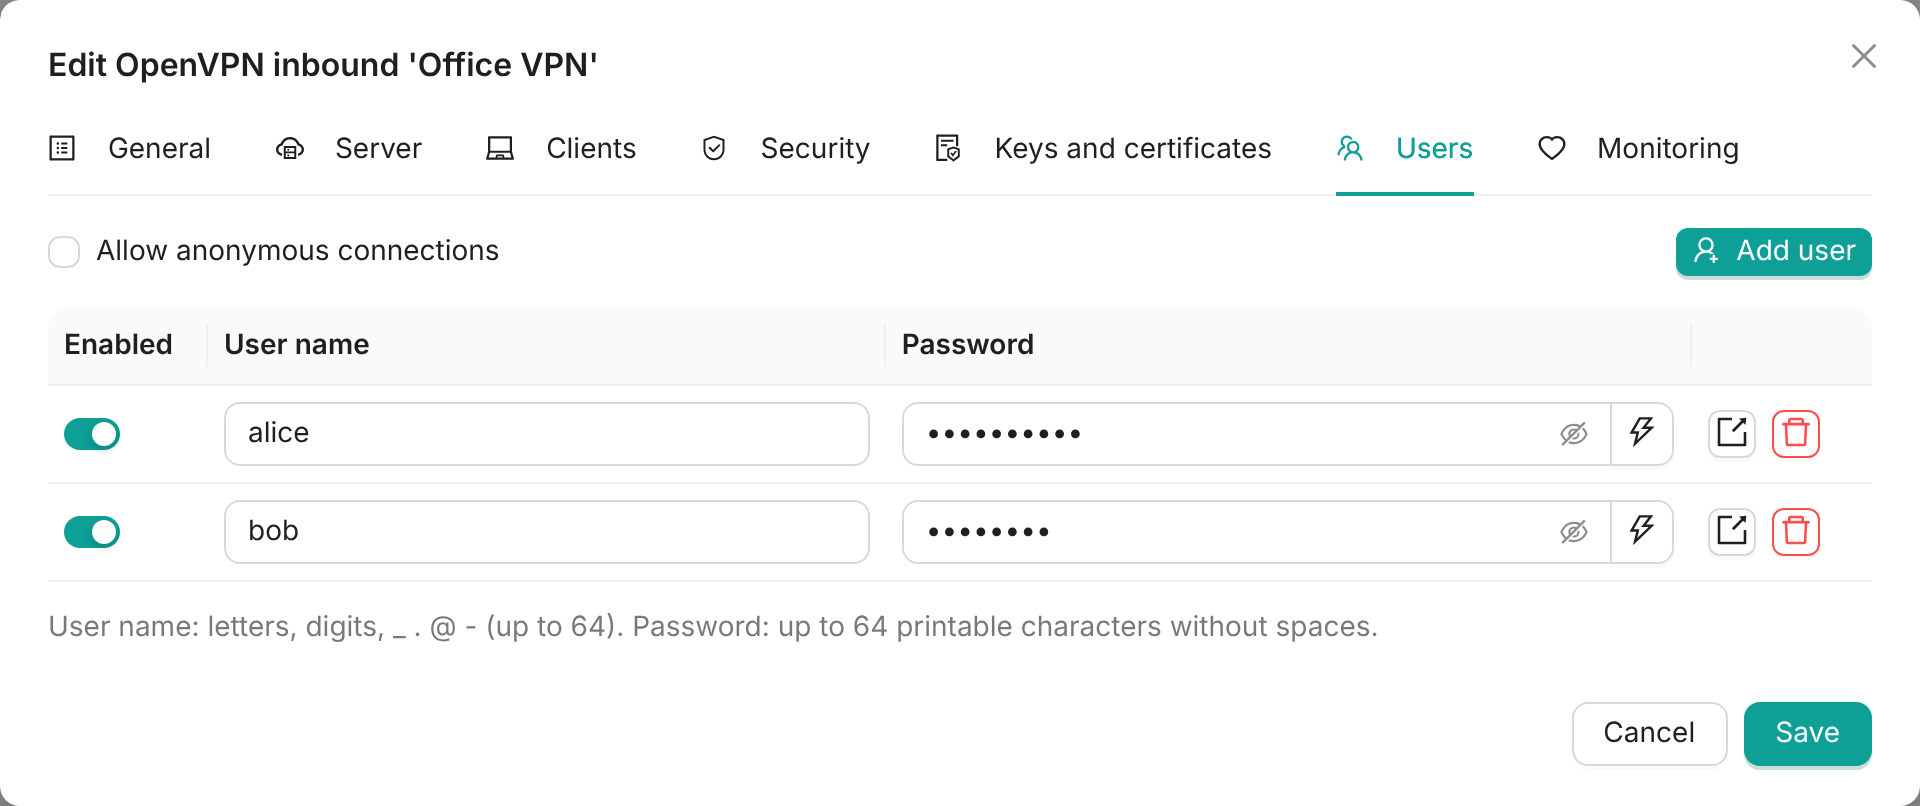 Edit OpenVPN inbound 'Office VPN'
General Server Clients Security Keys and certificates Users Monitoring
Allow anonymous connections Add user
Enabled User name Password
alice ••••••••••
bob ••••••••
User name: letters, digits, _ . @ - (up to 64). Password: up to 64 printable characters without spaces.
Cancel Save